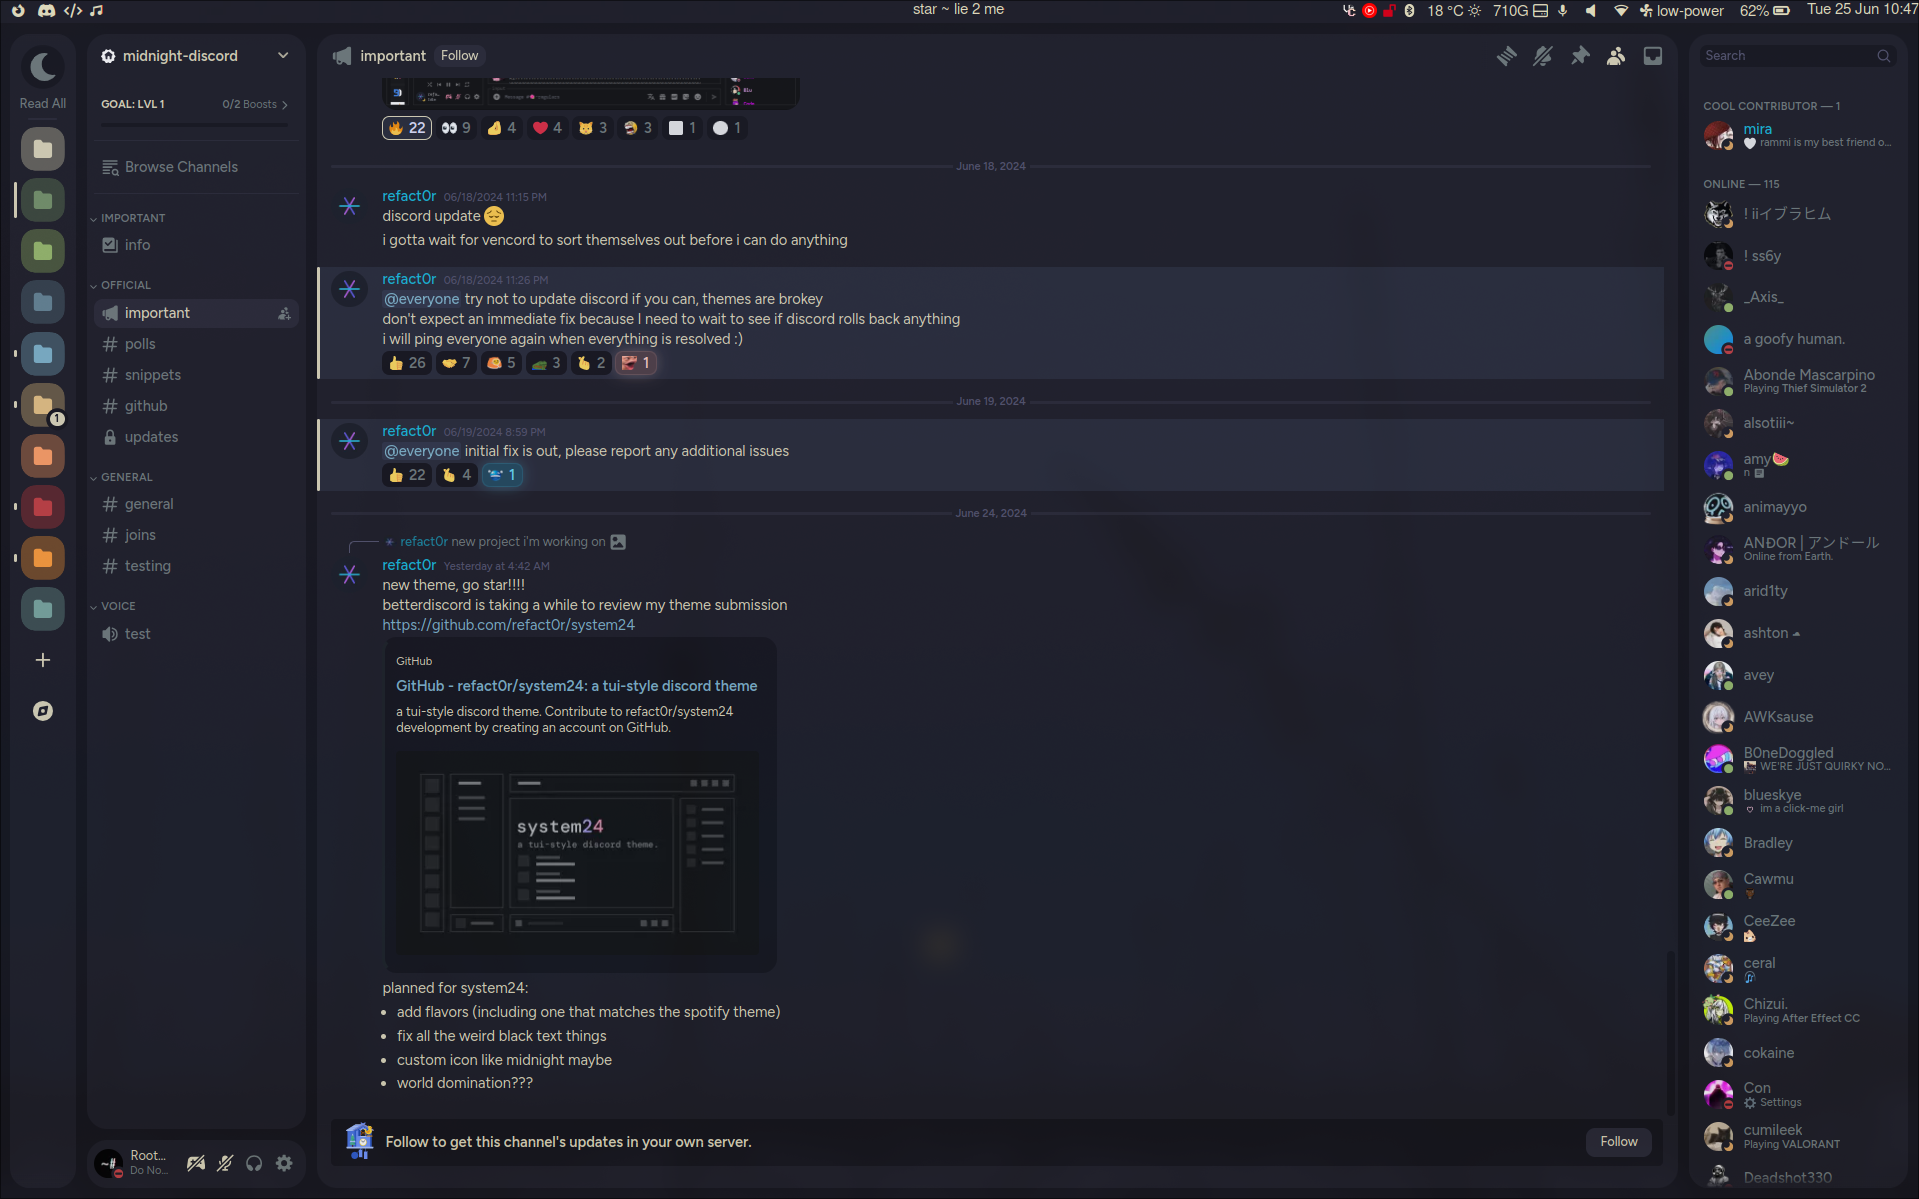 star ~ lie 2 me
18 °C
710G
low-power
62%
Tue 25 Jun 10:47
Read All
1
midnight-discord
GOAL: LVL 1
0/2 Boosts
Browse Channels
IMPORTANT
info
OFFICIAL
important
polls
snippets
github
updates
GENERAL
general
joins
testing
VOICE
test
Root...
Do No...
important
Follow
22
9
4
4
3
3
1
1
June 18, 2024
refact0r 06/18/2024 11:15 PM
discord update
i gotta wait for vencord to sort themselves out before i can do anything
refact0r 06/18/2024 11:26 PM
@everyone try not to update discord if you can, themes are brokey
don't expect an immediate fix because I need to wait to see if discord rolls back anything
i will ping everyone again when everything is resolved :)
26
7
5
3
2
1
June 19, 2024
refact0r 06/19/2024 8:59 PM
@everyone initial fix is out, please report any additional issues
22
4
1
June 24, 2024
refact0r new project i'm working on
refact0r Yesterday at 4:42 AM
new theme, go star!!!!
betterdiscord is taking a while to review my theme submission
https://github.com/refact0r/system24
GitHub
GitHub - refact0r/system24: a tui-style discord theme
a tui-style discord theme. Contribute to refact0r/system24
development by creating an account on GitHub.
system24
a tui-style discord theme.
planned for system24:
• add flavors (including one that matches the spotify theme)
• fix all the weird black text things
• custom icon like midnight maybe
• world domination???
Follow to get this channel's updates in your own server.
Follow
Search
COOL CONTRIBUTOR — 1
mira
rammi is my best friend o...
ONLINE — 115
! iiイブラヒム
! ss6y
_Axis_
a goofy human.
Abonde Mascarpino
Playing Thief Simulator 2
alsotiii~
amy
n
animayyo
ANĐOR | アンドール
Online from Earth.
arid1ty
ashton
avey
AWKsause
B0neDoggled
WE'RE JUST QUIRKY NO...
blueskye
im a click-me girl
Bradley
Cawmu
CeeZee
ceral
Chizui.
Playing After Effect CC
cokaine
Con
Settings
cumileek
Playing VALORANT
Deadshot330